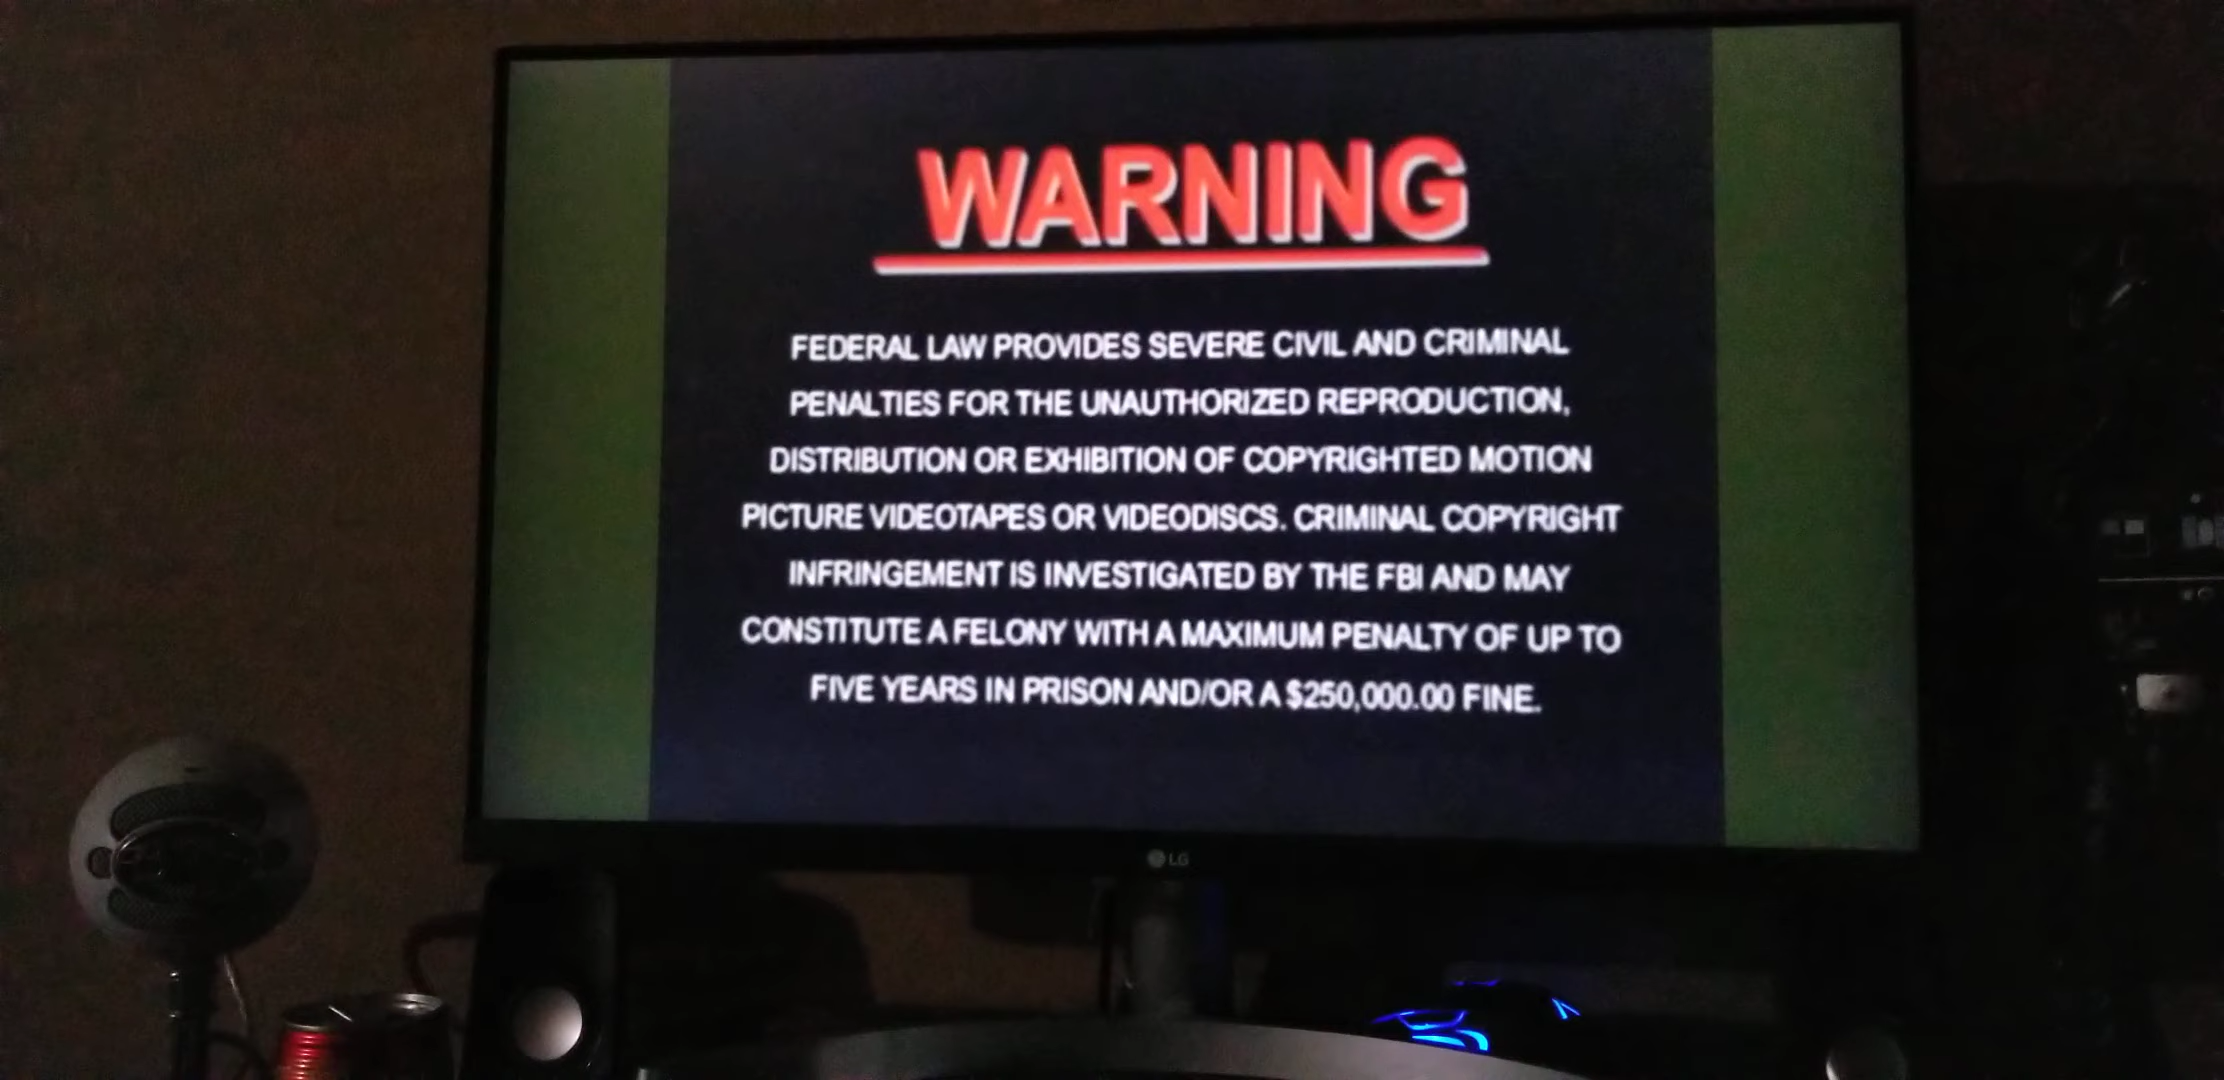 WARNING
FEDERAL LAW PROVIDES SEVERE CIVIL AND CRIMINAL
PENALTIES FOR THE UNAUTHORIZED REPRODUCTION,
DISTRIBUTION OR EXHIBITION OF COPYRIGHTED MOTION
PICTURE VIDEOTAPES OR VIDEODISCS. CRIMINAL COPYRIGHT
INFRINGEMENT IS INVESTIGATED BY THE FBI AND MAY
CONSTITUTE A FELONY WITH A MAXIMUM PENALTY OF UP TO
FIVE YEARS IN PRISON AND/OR A $250,000.00 FINE.
LG